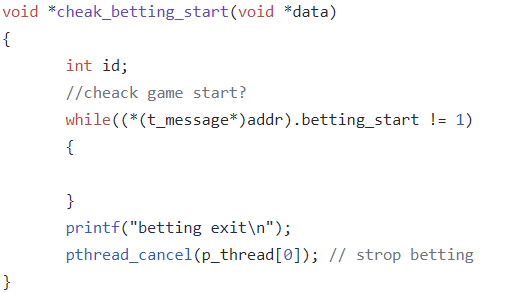 void *cheak_betting_start(void *data)
{
int id;
//cheack game start?
while((*(t_message*)addr).betting_start != 1)
{
}
printf("betting exit\n");
pthread_cancel(p_thread[0]); // strop betting
}